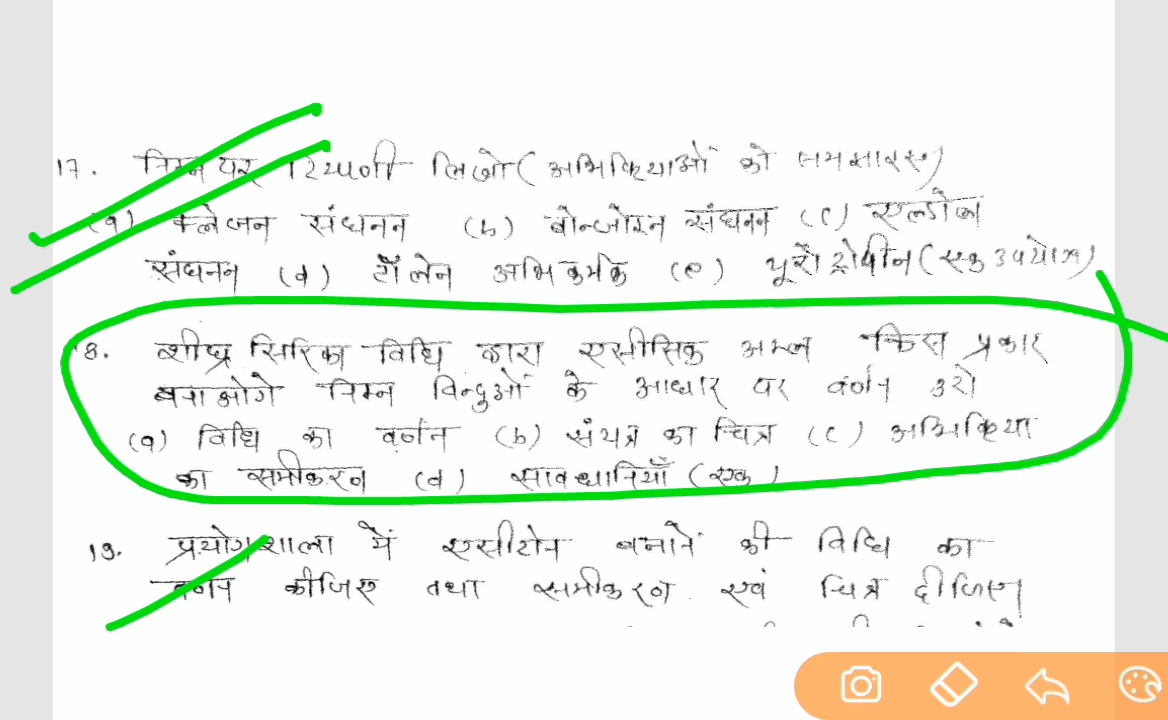 17. निम्न पर टिप्पणी लिखो (अभिक्रियाओं को समझाइए)
(a) क्लेजन संघनन (b) बेन्जोइन संघनन (c) एल्डोल
संघनन (d) टॉलेन अभिकर्मक (e) यूरोट्रोपीन (एक उपयोग)
18. शीघ्र सिरका विधि द्वारा एसीटिक अम्ल किस प्रकार
बनाओगे निम्न बिन्दुओं के आधार पर वर्णन करो
(a) विधि का वर्णन (b) संयंत्र का चित्र (c) अभिक्रिया
का समीकरण (d) सावधानियाँ (एक)
19. प्रयोगशाला में एसीटोन बनाने की विधि का
वर्णन कीजिए तथा समीकरण एवं चित्र दीजिए